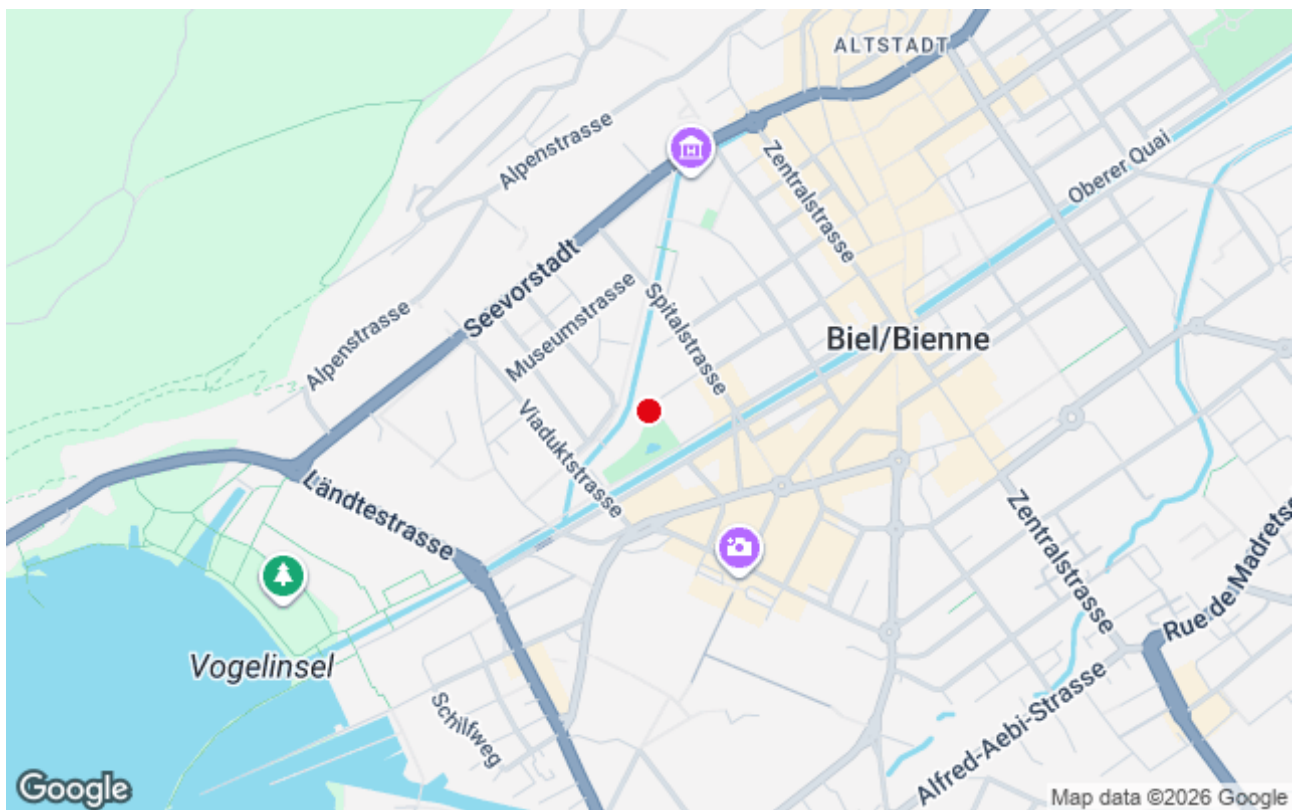 ALTSTADT
Alpenstrasse
Zentralstrasse
Oberer Quai
Seevorstadt
Museumstrasse
Spitalstrasse
Biel/Bienne
Alpenstrasse
Viaduktstrasse
Ländtestrasse
Zentralstrasse
Rue de Madretsc
Vogelinsel
Schilfweg
Alfred-Aebi-Strasse
Google
Map data ©2026 Google